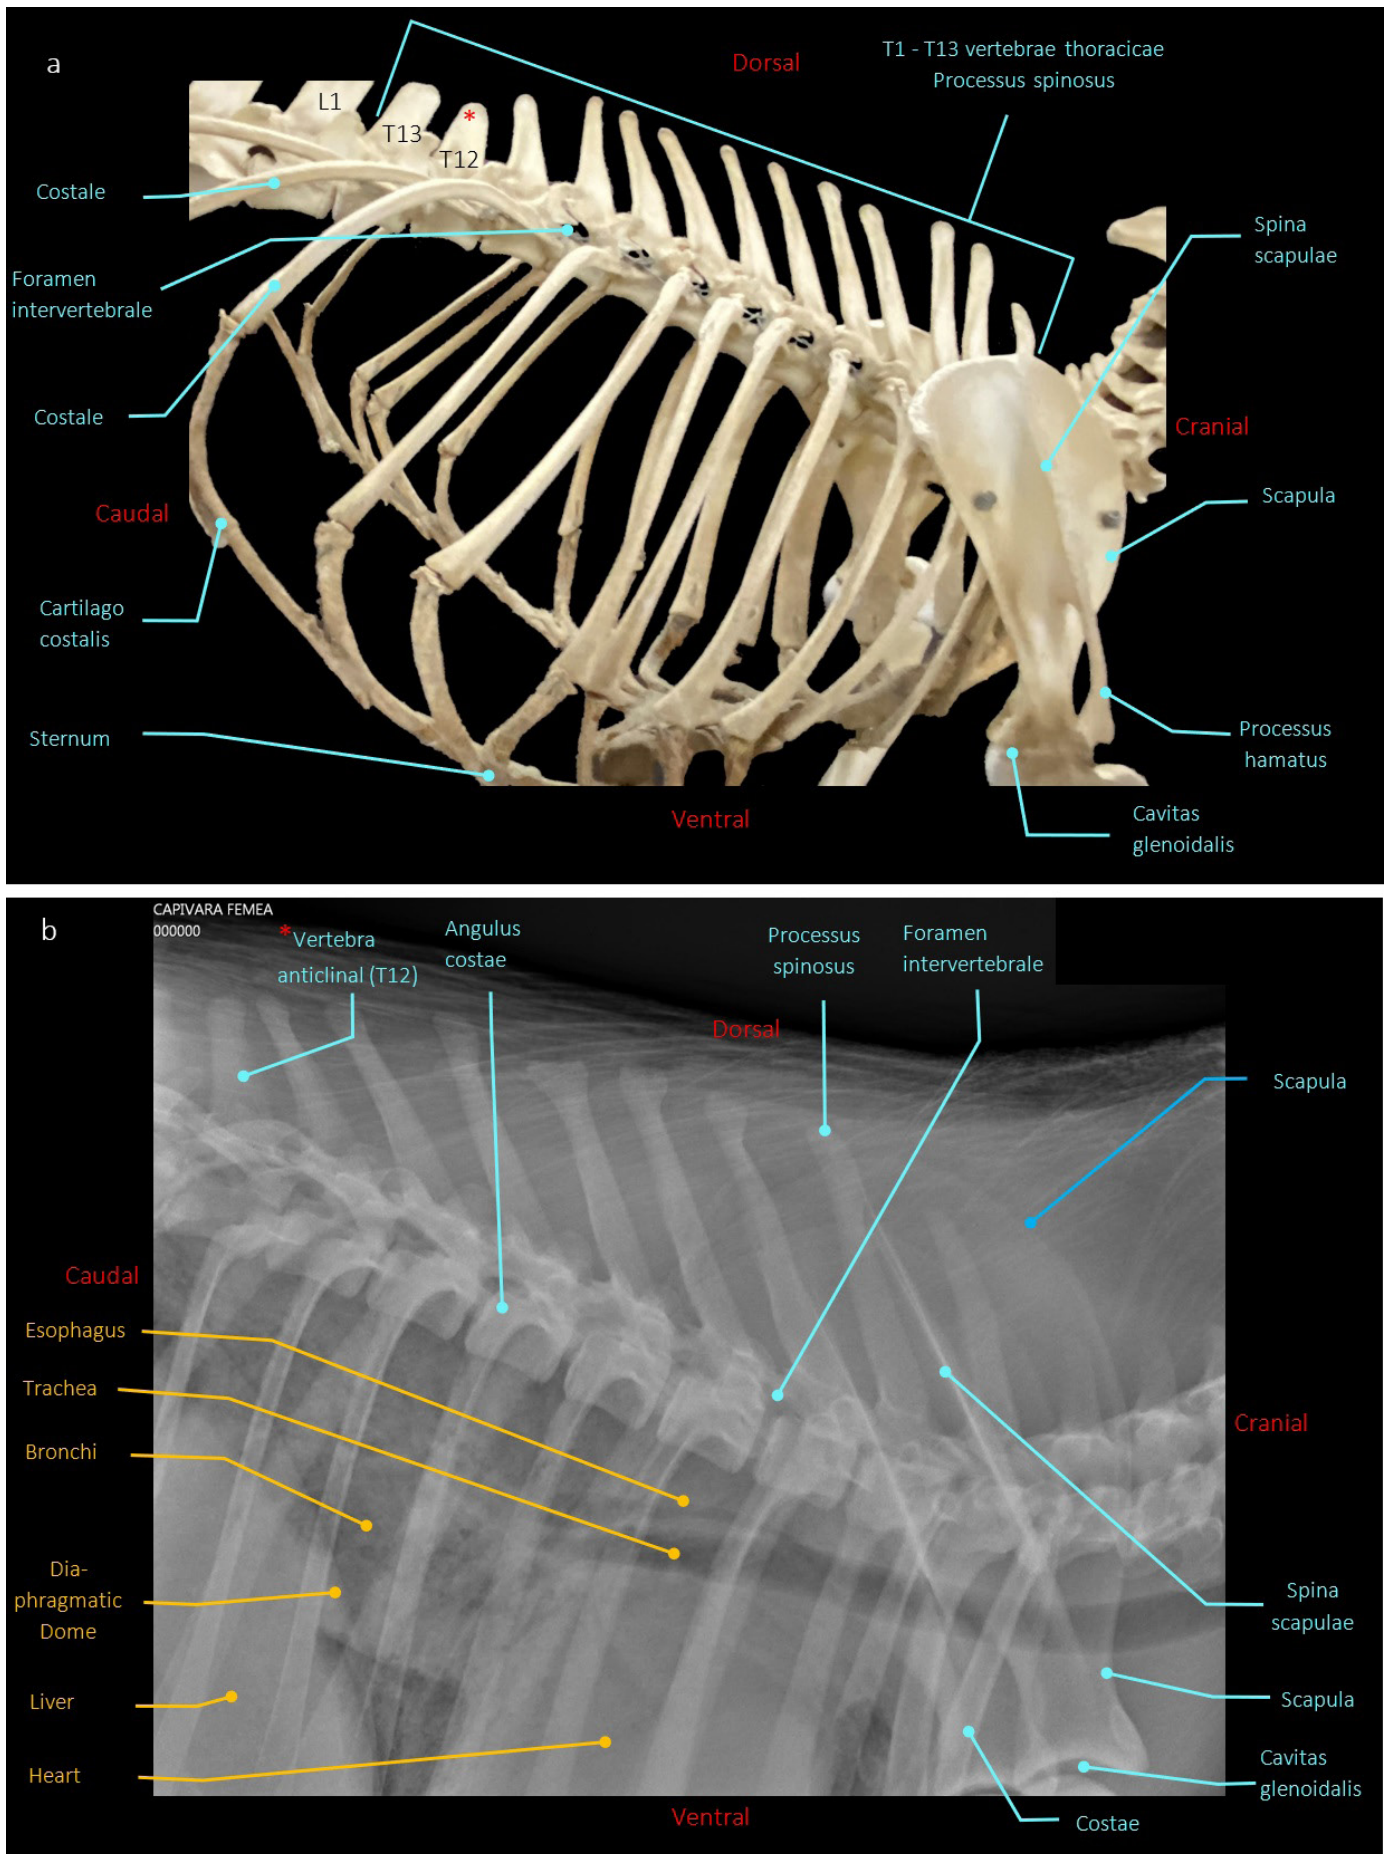 a
Dorsal
T1 - T13 vertebrae thoracicae
Processus spinosus
L1
T13
*
T12
Costale
Spina
scapulae
Foramen
intervertebrale
Costale
Cranial
Scapula
Caudal
Cartilago
costalis
Sternum
Processus
hamatus
Ventral
Cavitas
glenoidalis
b
CAPIVARA FEMEA
000000
*Vertebra
anticlinal (T12)
Angulus
costae
Processus
spinosus
Foramen
intervertebrale
Dorsal
Scapula
Caudal
Esophagus
Trachea
Cranial
Bronchi
Dia-
phragmatic
Dome
Spina
scapulae
Liver
Scapula
Heart
Cavitas
glenoidalis
Ventral
Costae